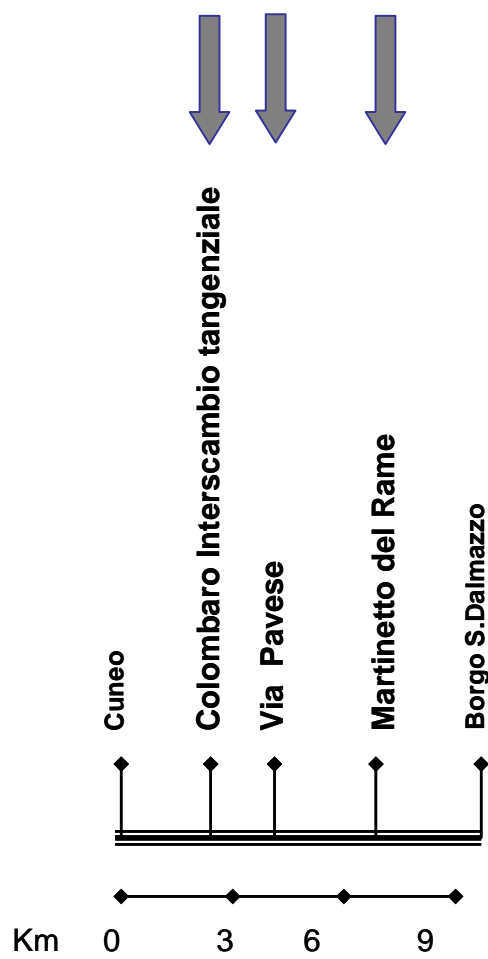 Cuneo
Colombaro Interscambio tangenziale
Via Pavese
Martinetto del Rame
Borgo S.Dalmazzo
Km 0 3 6 9